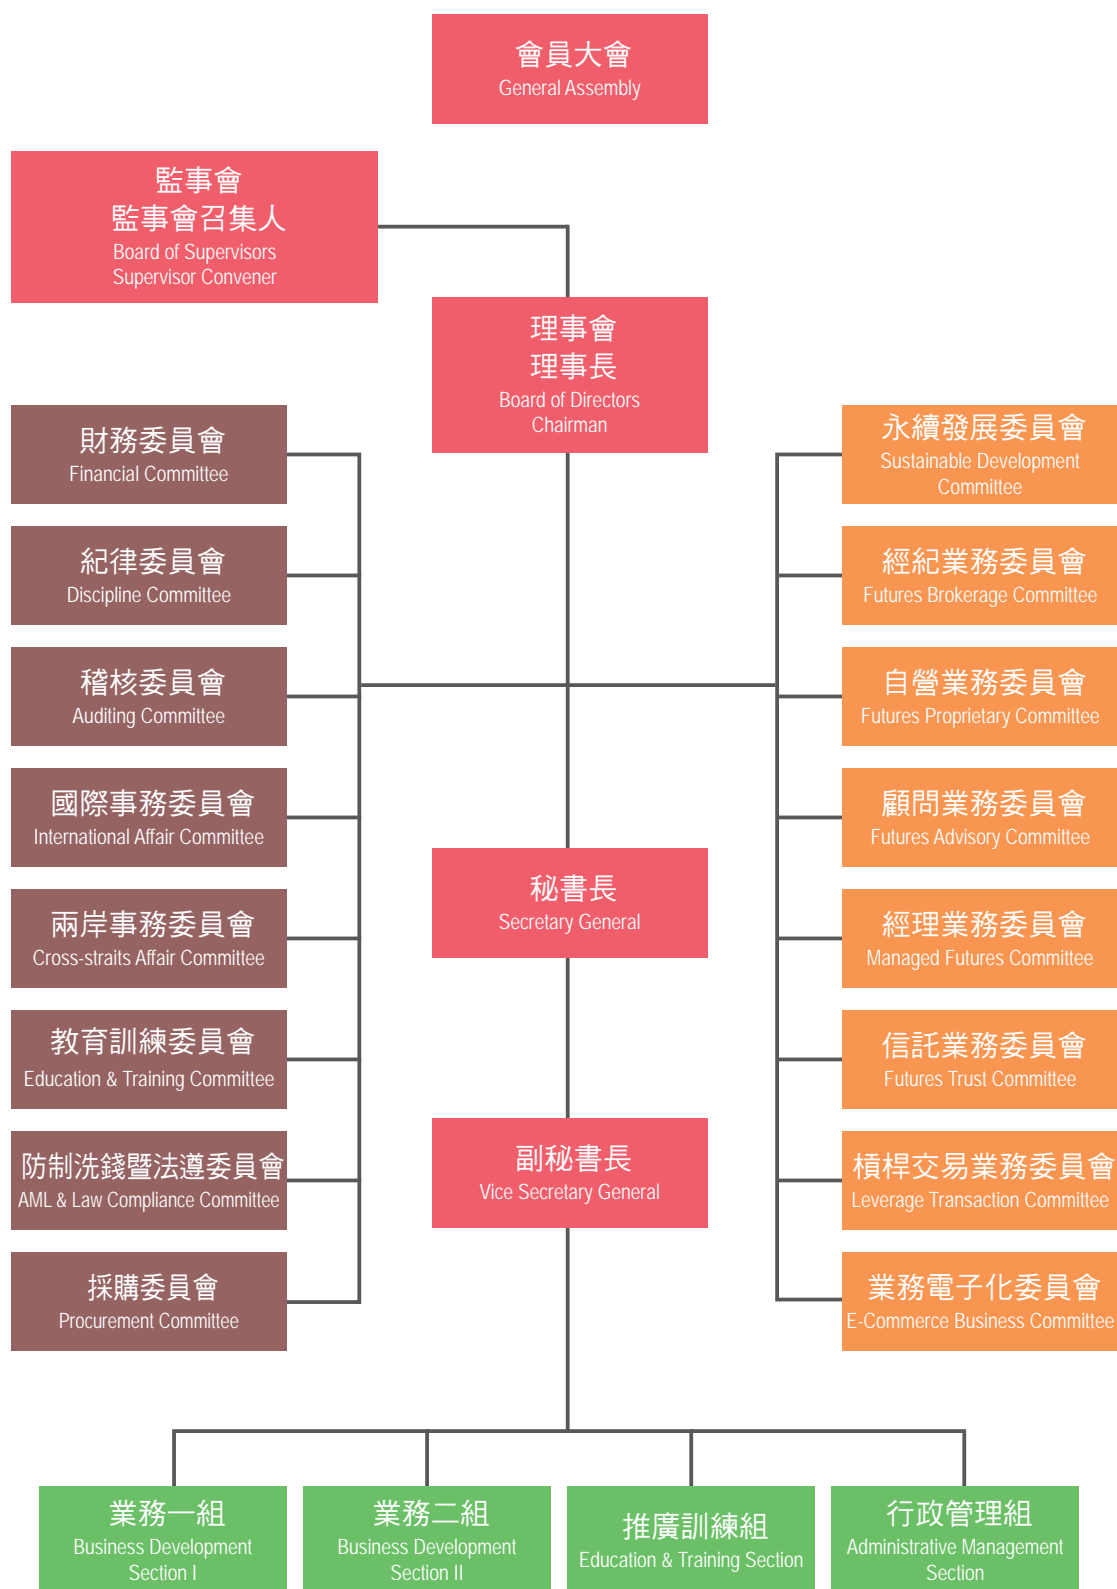 會員大會
General Assembly
監事會
監事會召集人
Board of Supervisors
Supervisor Convener
理事會
理事長
Board of Directors
Chairman
財務委員會
Financial Committee
紀律委員會
Discipline Committee
稽核委員會
Auditing Committee
國際事務委員會
International Affair Committee
兩岸事務委員會
Cross-straits Affair Committee
教育訓練委員會
Education & Training Committee
防制洗錢暨法遵委員會
AML & Law Compliance Committee
採購委員會
Procurement Committee
永續發展委員會
Sustainable Development
Committee
經紀業務委員會
Futures Brokerage Committee
自營業務委員會
Futures Proprietary Committee
顧問業務委員會
Futures Advisory Committee
經理業務委員會
Managed Futures Committee
信託業務委員會
Futures Trust Committee
槓桿交易業務委員會
Leverage Transaction Committee
業務電子化委員會
E-Commerce Business Committee
秘書長
Secretary General
副秘書長
Vice Secretary General
業務一組
Business Development
Section I
業務二組
Business Development
Section II
推廣訓練組
Education & Training Section
行政管理組
Administrative Management
Section